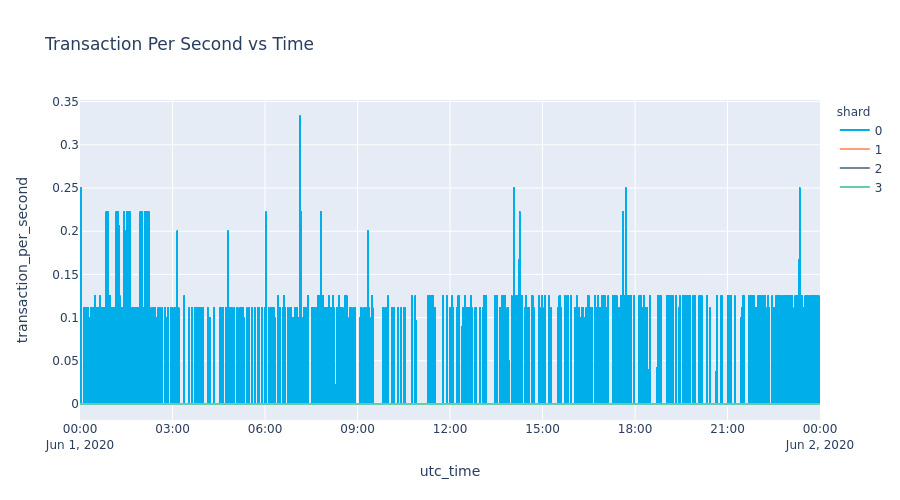 Transaction Per Second vs Time
shard
0
1
2
3
transaction_per_second
0.35
0.3
0.25
0.2
0.15
0.1
0.05
0
00:00 03:00 06:00 09:00 12:00 15:00 18:00 21:00 00:00
Jun 1, 2020 Jun 2, 2020
utc_time